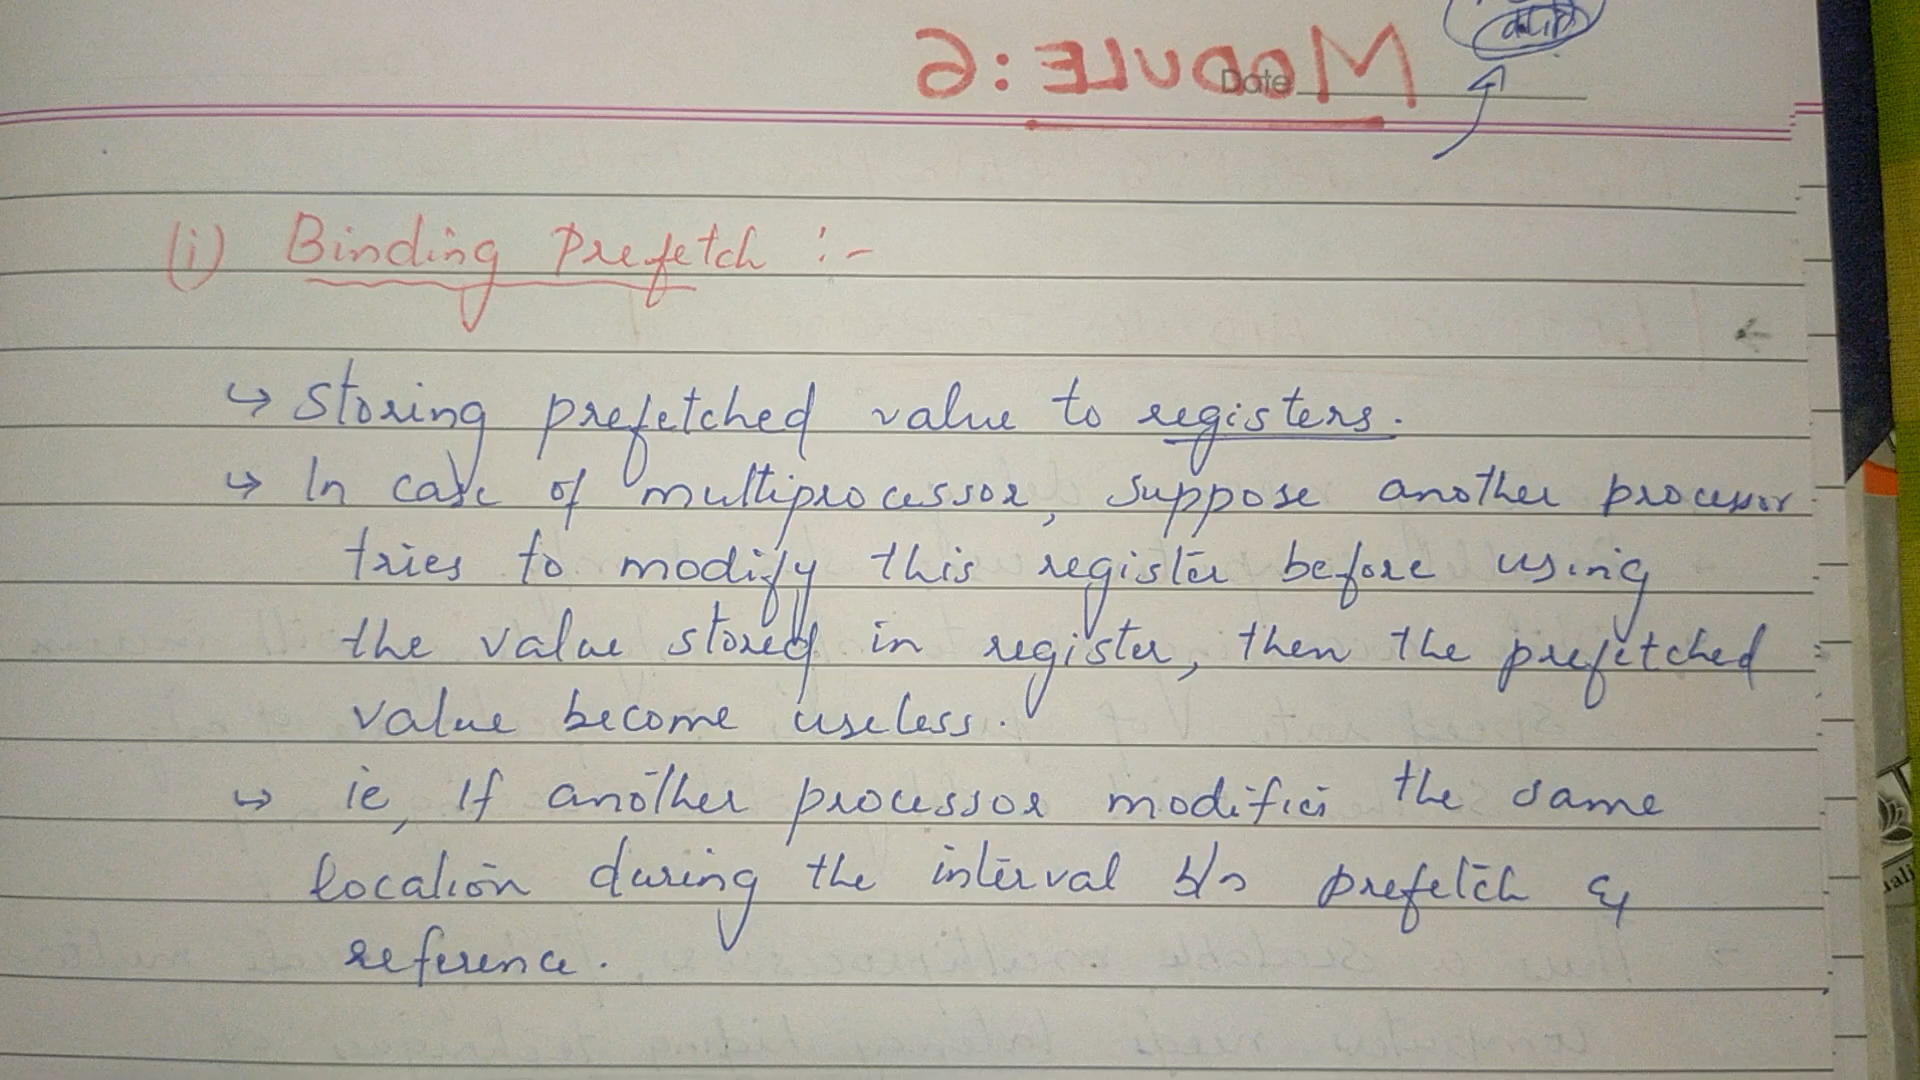 MODULE : 6
Date
(i) Binding Prefetch :-
↳ Storing prefetched value to registers.
↳ In case of multiprocessor, suppose another processor
tries to modify this register before using
the value stored in register, then the prefetched
value become useless.
↳ ie, If another processor modifies the same
location during the interval b/n prefetch &
reference.